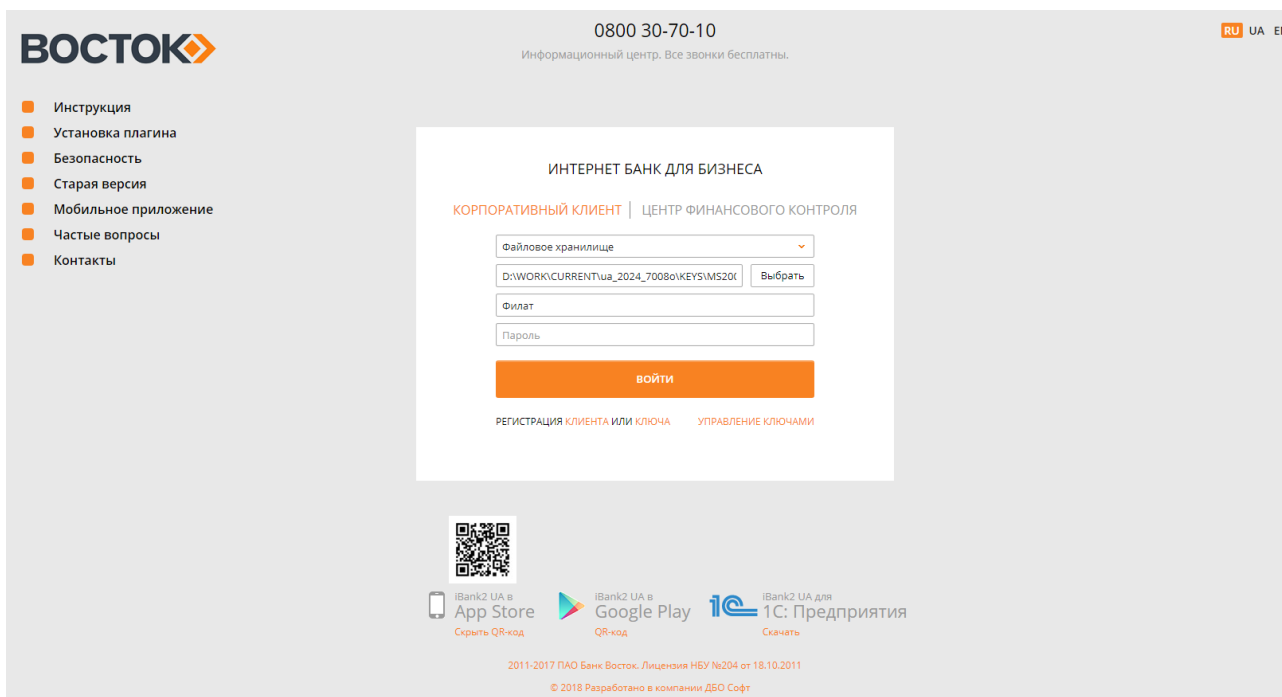 ВОСТОК
0800 30-70-10
Информационный центр. Все звонки бесплатны.
RU UA
Инструкция
Установка плагина
Безопасность
Старая версия
Мобильное приложение
Частые вопросы
Контакты
ИНТЕРНЕТ БАНК ДЛЯ БИЗНЕСА
КОРПОРАТИВНЫЙ КЛИЕНТ | ЦЕНТР ФИНАНСОВОГО КОНТРОЛЯ
Файловое хранилище
D:\WORK\CURRENT\ua_2024_7008o\KEYS\MS200 Выбрать
Филат
Пароль
ВОЙТИ
РЕГИСТРАЦИЯ КЛИЕНТА ИЛИ КЛЮЧА УПРАВЛЕНИЕ КЛЮЧАМИ
iBank2 UA в
App Store
Скрыть QR-код
iBank2 UA в
Google Play
QR-код
1С
iBank2 UA для
1С: Предприятия
Скачать
2011-2017 ПАО Банк Восток. Лицензия НБУ №204 от 18.10.2011
© 2018 Разработано в компании ДБО Софт